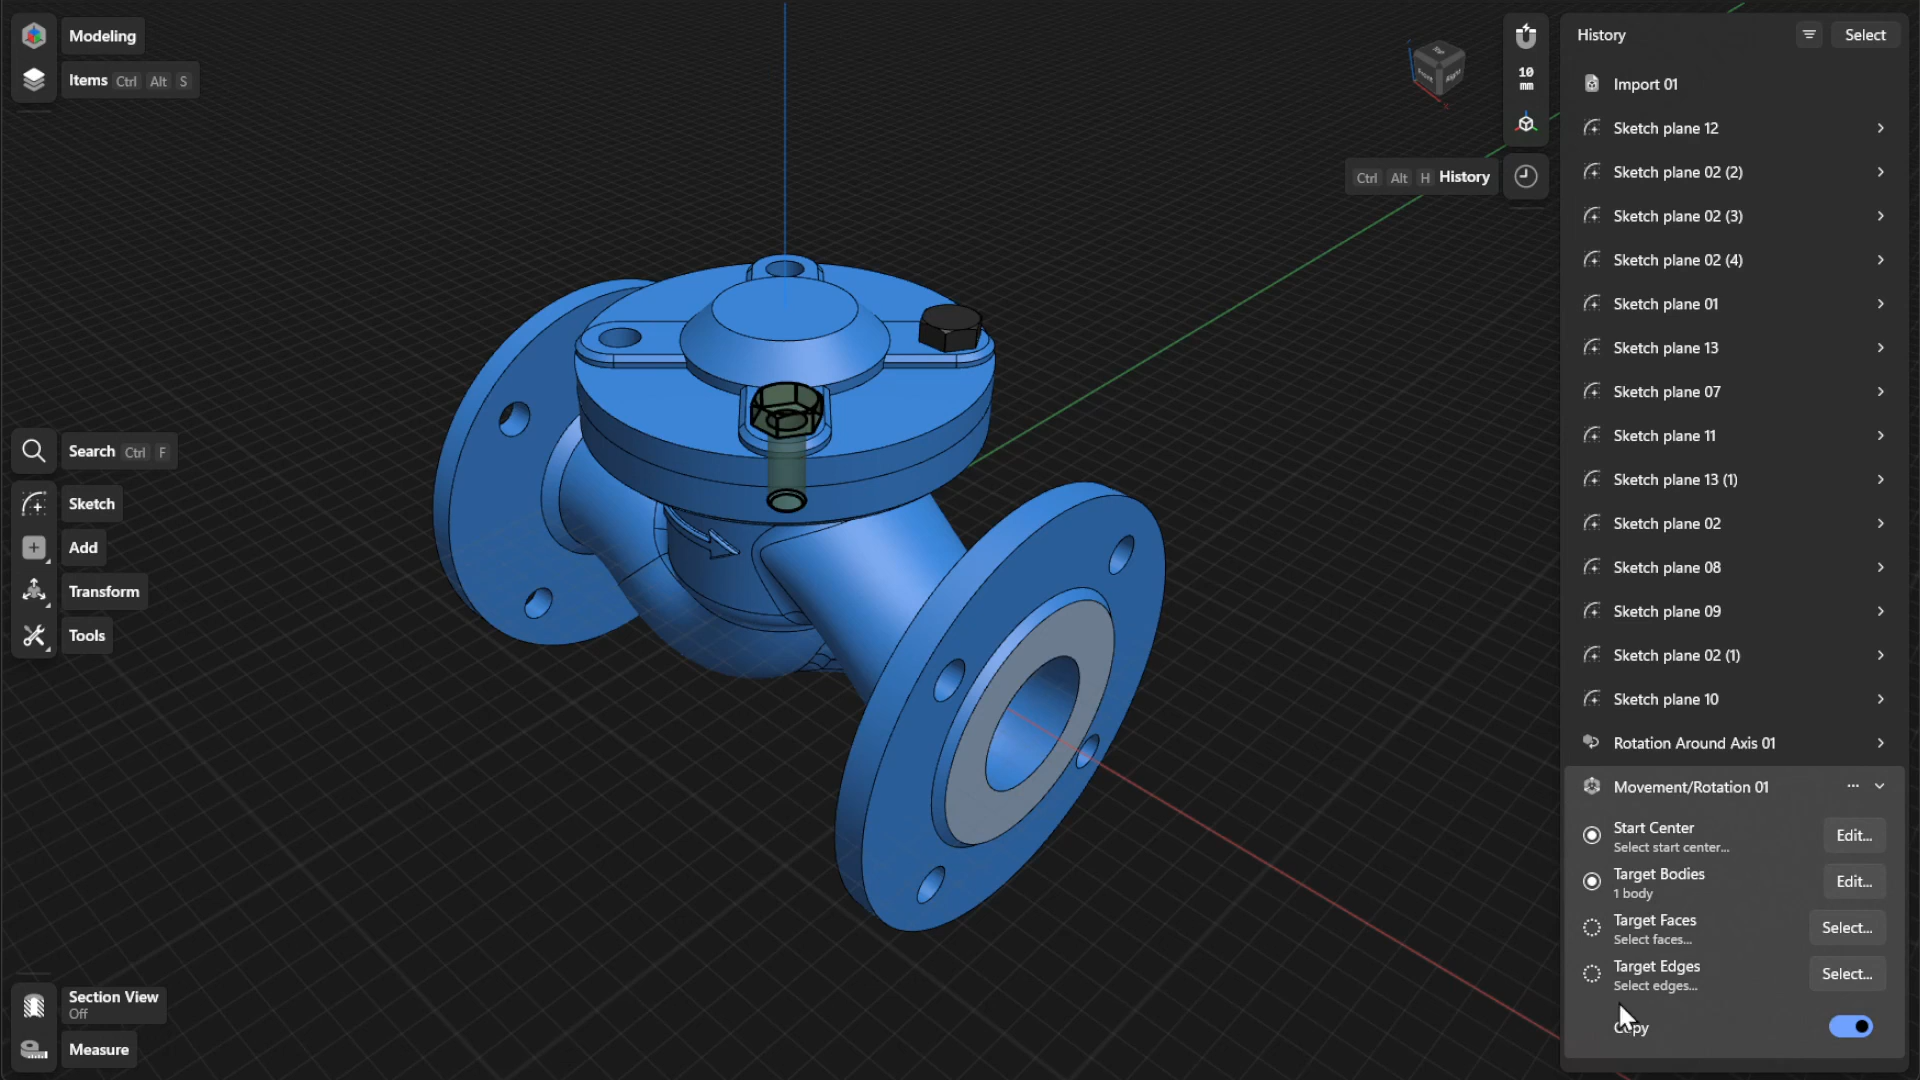 Modeling
Items Ctrl Alt S
Search Ctrl F
Sketch
Add
Transform
Tools
Section View
Off
Measure
Top
Front
Right
X
10
mm
Ctrl Alt H History
History
Select
Import 01
Sketch plane 12
Sketch plane 02 (2)
Sketch plane 02 (3)
Sketch plane 02 (4)
Sketch plane 01
Sketch plane 13
Sketch plane 07
Sketch plane 11
Sketch plane 13 (1)
Sketch plane 02
Sketch plane 08
Sketch plane 09
Sketch plane 02 (1)
Sketch plane 10
Rotation Around Axis 01
Movement/Rotation 01
Start Center
Select start center...
Edit...
Target Bodies
1 body
Edit...
Target Faces
Select faces...
Select...
Target Edges
Select edges...
Select...
Copy